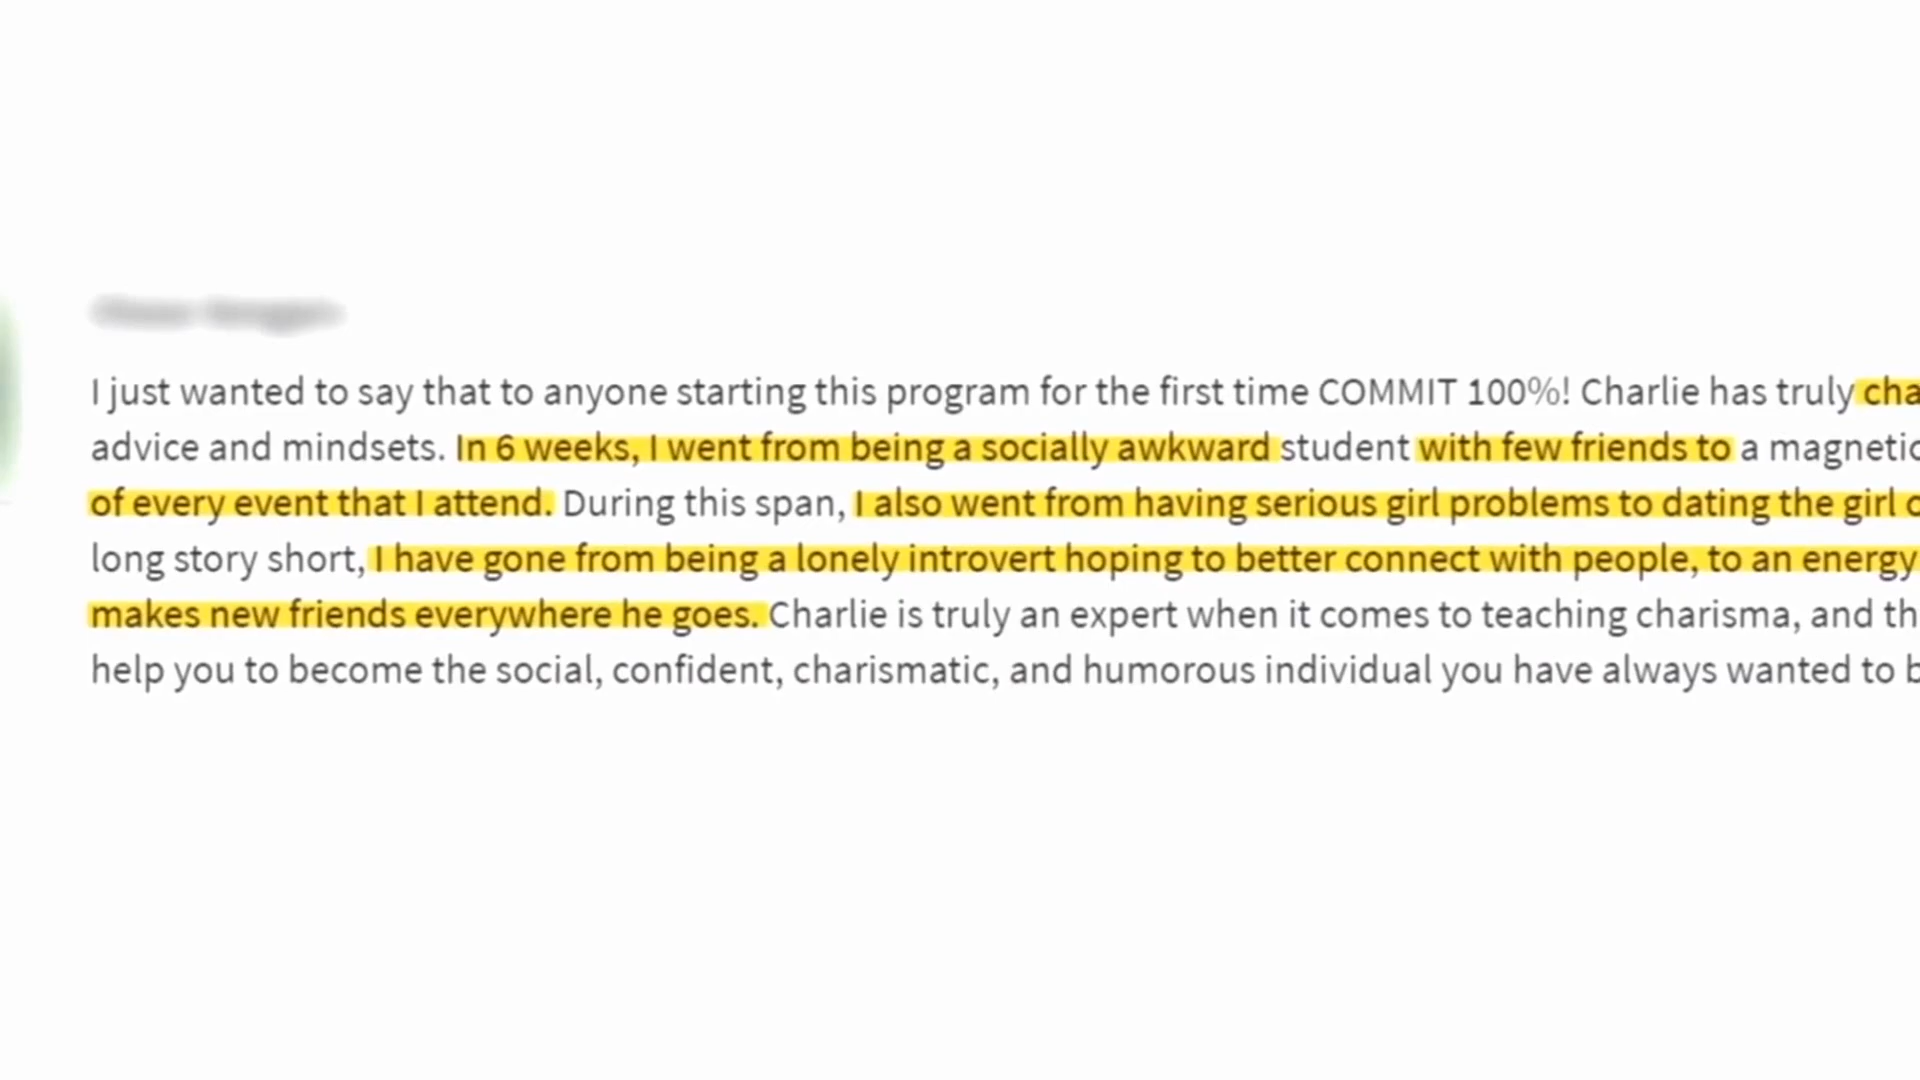 I just wanted to say that to anyone starting this program for the first time COMMIT 100%! Charlie has truly
advice and mindsets. In 6 weeks, I went from being a socially awkward student with few friends to a magnetic
of every event that I attend. During this span, I also went from having serious girl problems to dating the girl
long story short, I have gone from being a lonely introvert hoping to better connect with people, to an energy
makes new friends everywhere he goes. Charlie is truly an expert when it comes to teaching charisma, and
help you to become the social, confident, charismatic, and humorous individual you have always wanted to